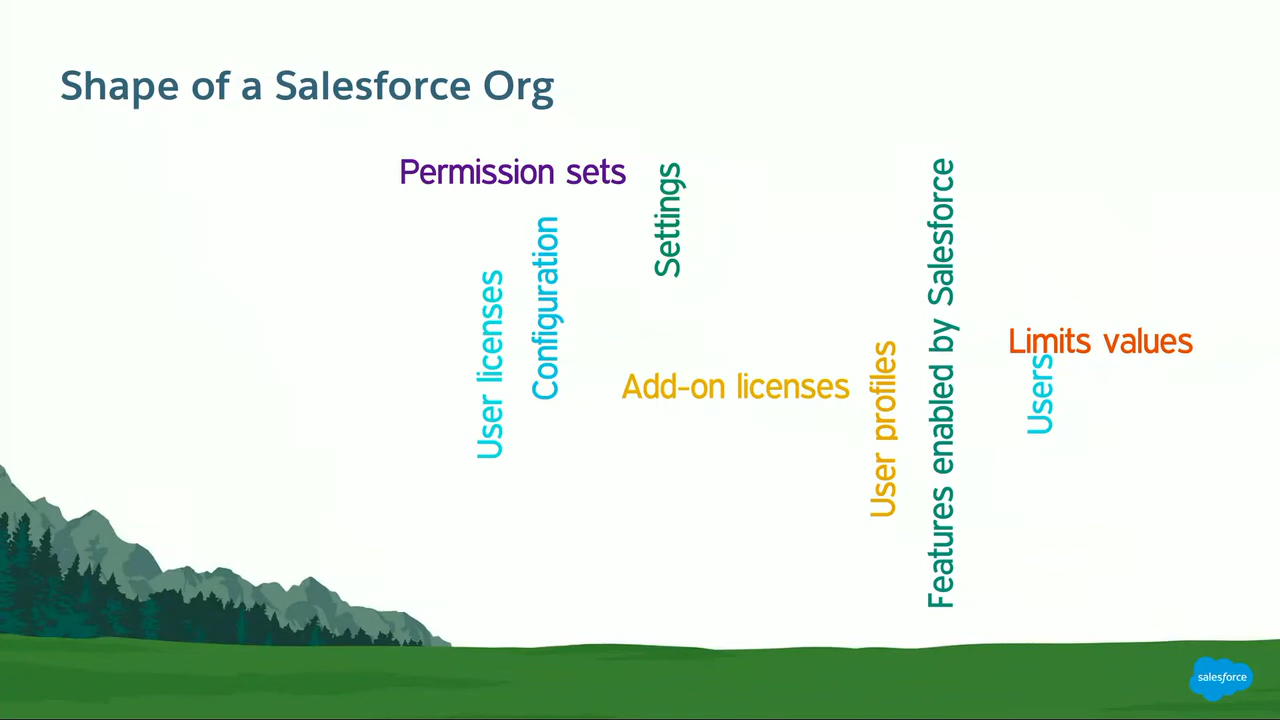 Shape of a Salesforce Org
Permission sets
Settings
Configuration
User licenses
Add-on licenses
User profiles
Features enabled by Salesforce
Limits values
Users
salesforce